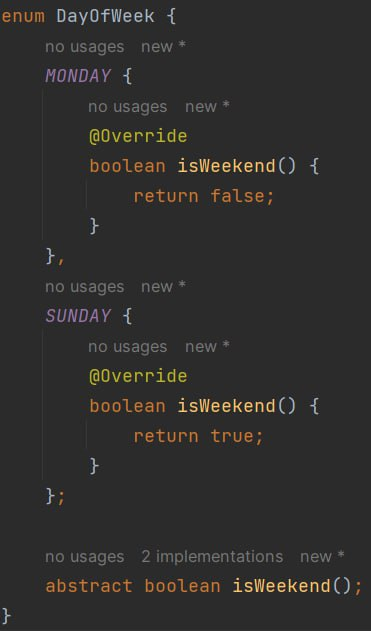 enum DayOfWeek {
no usages   new *
MONDAY {
no usages   new *
@Override
boolean isWeekend() {
return false;
}
},
no usages   new *
SUNDAY {
no usages   new *
@Override
boolean isWeekend() {
return true;
}
};
no usages   2 implementations   new *
abstract boolean isWeekend();
}